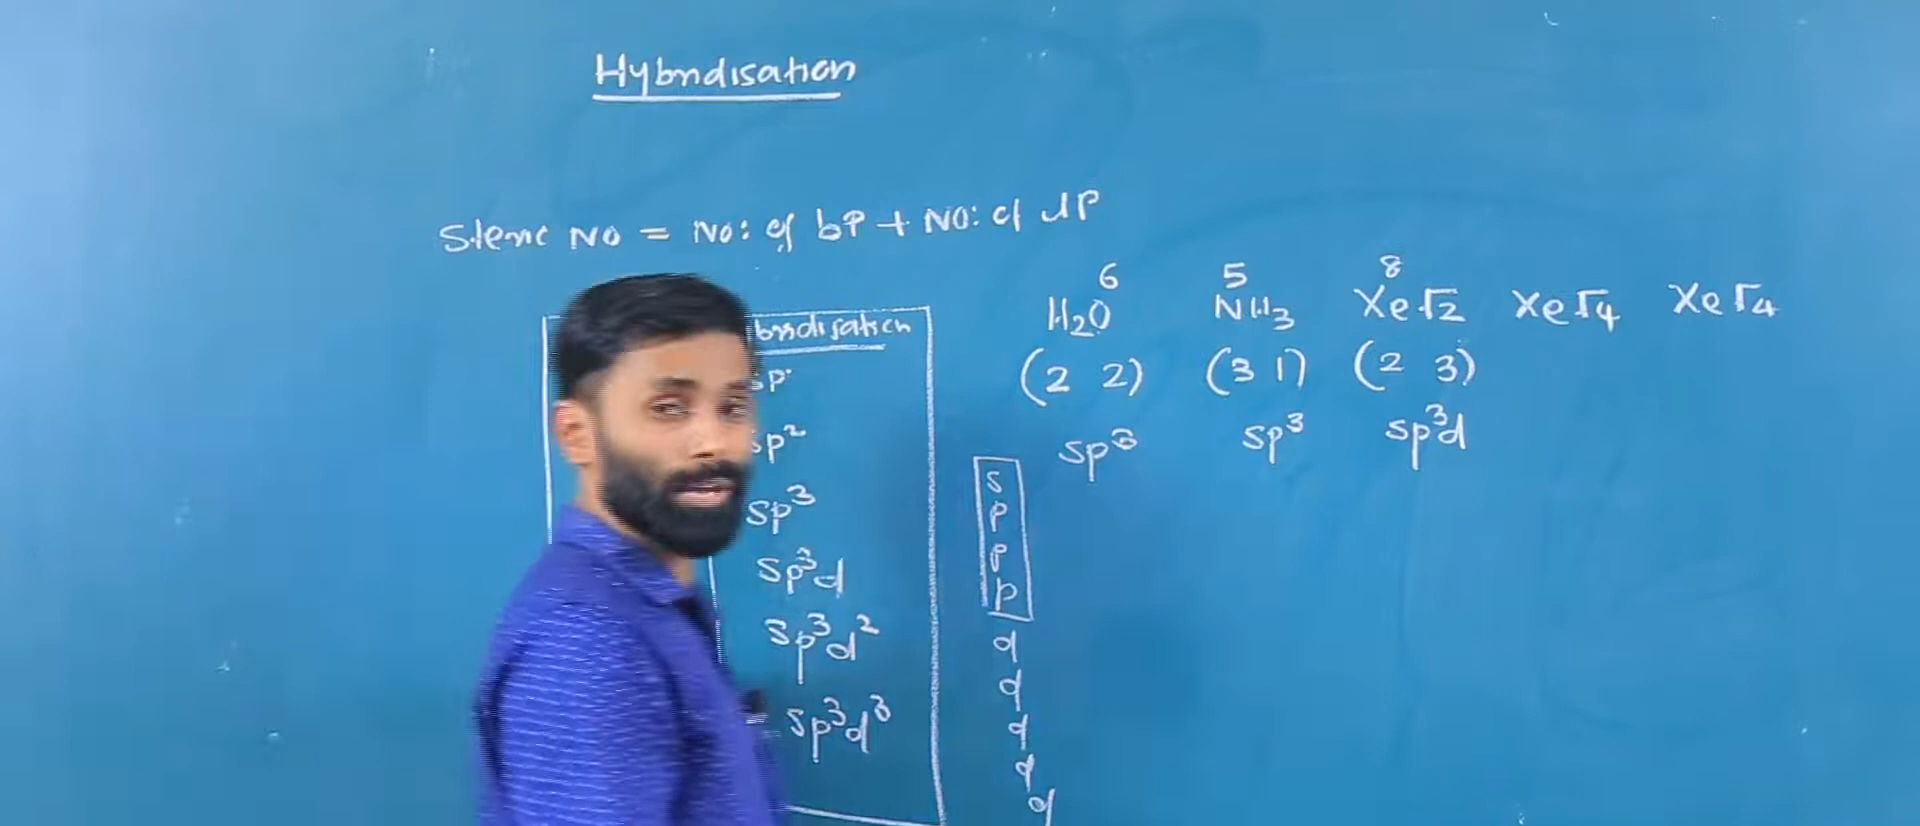 Hybridisation
Steric No = No: of bP + No: of lP
6 5 8
H2O NH3 XeF2 XeF4 XeF4
(2 2) (3 1) (2 3)
sp3 sp3 sp3d
sp
sp2
sp3
sp3d
sp3d2
sp3d3
s
p
p
p
d
d
d
d
d